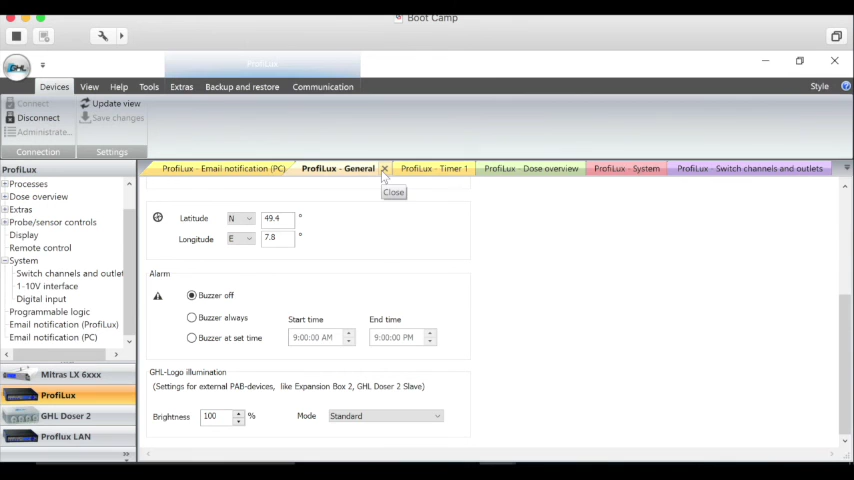 Boot Camp
GHL
ProfiLux
Devices View Help Tools Extras Backup and restore Communication Style
Connect
Update view
Disconnect
Save changes
Administrate...
Connection
Settings
ProfiLux
ProfiLux - Email notification (PC) ProfiLux - General ProfiLux - Timer 1 ProfiLux - Dose overview ProfiLux - System ProfiLux - Switch channels and outlets
Close
Processes
Dose overview
Extras
Probe/sensor controls
Display
Remote control
System
Switch channels and outlet
1-10V interface
Digital input
Programmable logic
Email notification (ProfiLux)
Email notification (PC)
Mitras LX 6xxx
ProfiLux
GHL Doser 2
Proflux LAN
Latitude N 49.4 °
Longitude E 7.8 °
Alarm
Buzzer off
Buzzer always
Start time End time
Buzzer at set time 9:00:00 AM 9:00:00 PM
GHL-Logo illumination
(Settings for external PAB-devices, like Expansion Box 2, GHL Doser 2 Slave)
Brightness 100 % Mode Standard